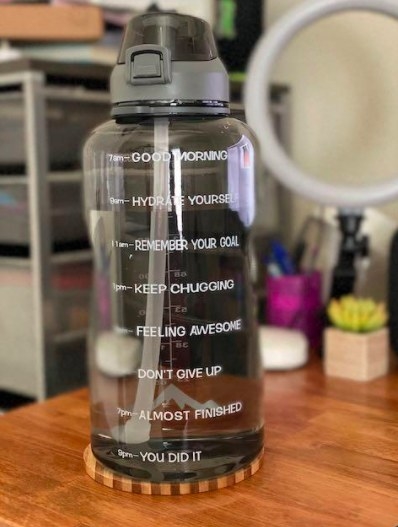 7am-GOOD MORNING
9am-HYDRATE YOURSELF
11am-REMEMBER YOUR GOAL
1pm-KEEP CHUGGING
FEELING AWESOME
DON'T GIVE UP
7pm-ALMOST FINISHED
9pm-YOU DID IT